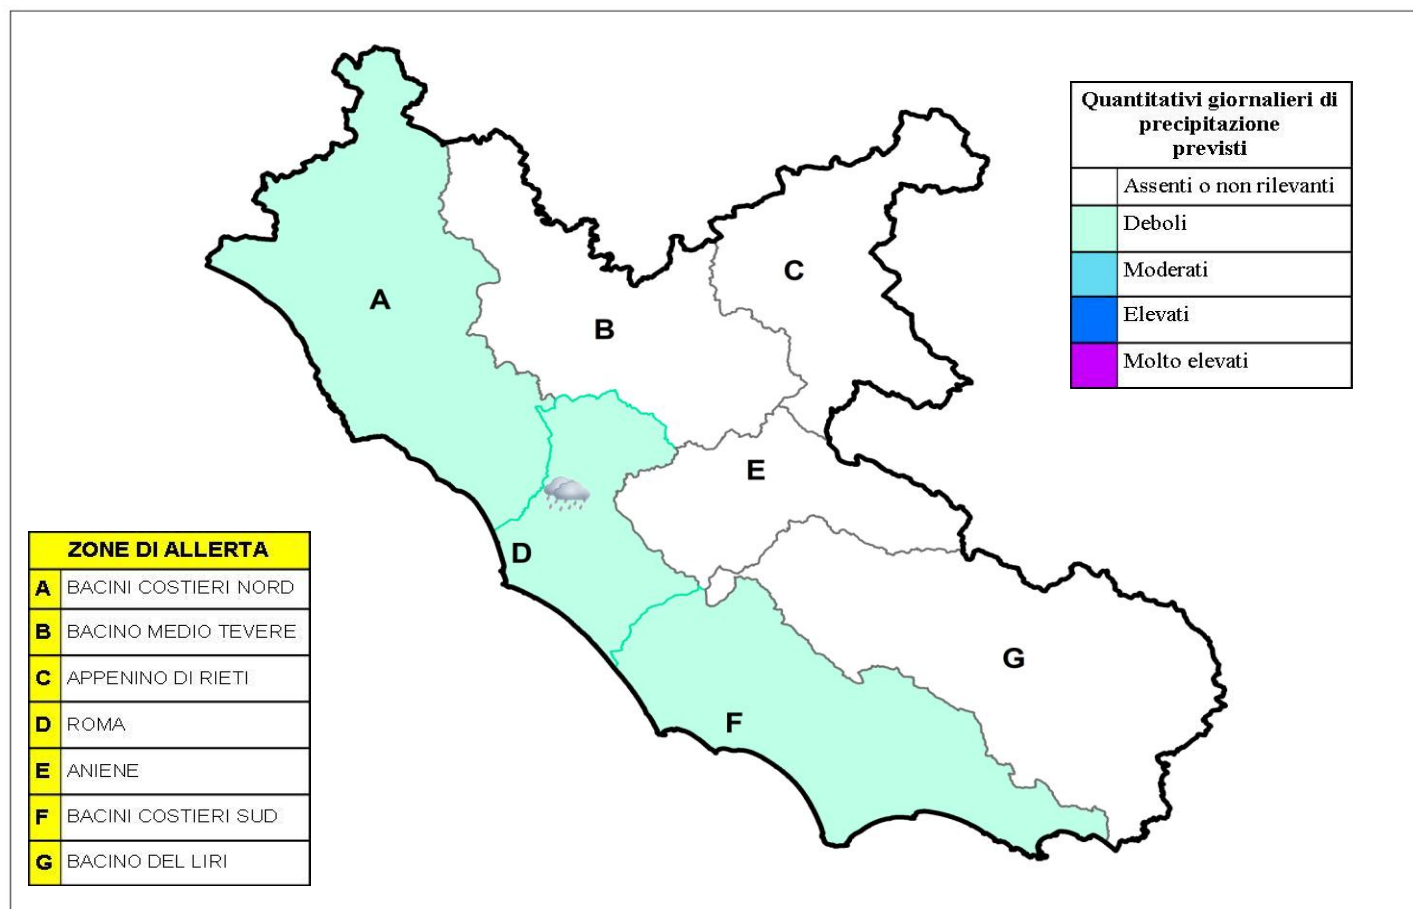 Quantitativi giornalieri di
precipitazione
previsti
Assenti o non rilevanti
Deboli
Moderati
Elevati
Molto elevati
A
B
C
D
E
F
G
ZONE DI ALLERTA
A BACINI COSTIERI NORD
B BACINO MEDIO TEVERE
C APPENINO DI RIETI
D ROMA
E ANIENE
F BACINI COSTIERI SUD
G BACINO DEL LIRI